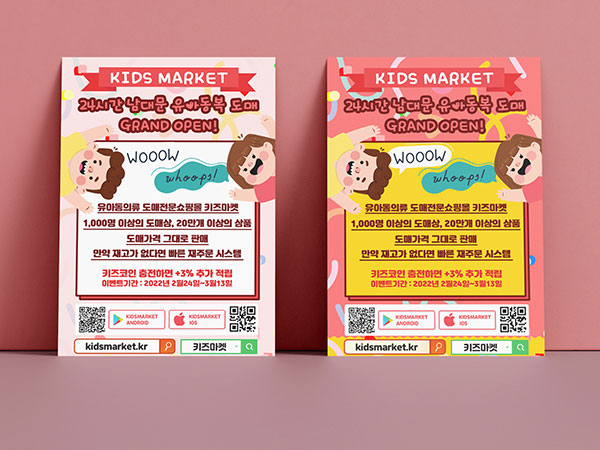 KIDS MARKET
24시간 남대문 유아동복 도매
GRAND OPEN!
WOOOW
whoops!
유아동의류 도매전문쇼핑몰 키즈마켓
1,000명 이상의 도매상, 20만개 이상의 상품
도매가격 그대로 판매
만약 재고가 없다면 빠른 재주문 시스템
키즈코인 충전하면 +3% 추가 적립
이벤트기간 : 2022년 2월24일~3월13일
KIDSMARKET
ANDROID
KIDSMARKET
IOS
kidsmarket.kr
키즈마켓
KIDS MARKET
24시간 남대문 유아동복 도매
GRAND OPEN!
WOOOW
whoops!
유아동의류 도매전문쇼핑몰 키즈마켓
1,000명 이상의 도매상, 20만개 이상의 상품
도매가격 그대로 판매
만약 재고가 없다면 빠른 재주문 시스템
키즈코인 충전하면 +3% 추가 적립
이벤트기간 : 2022년 2월24일~3월13일
KIDSMARKET
ANDROID
KIDSMARKET
IOS
kidsmarket.kr
키즈마켓